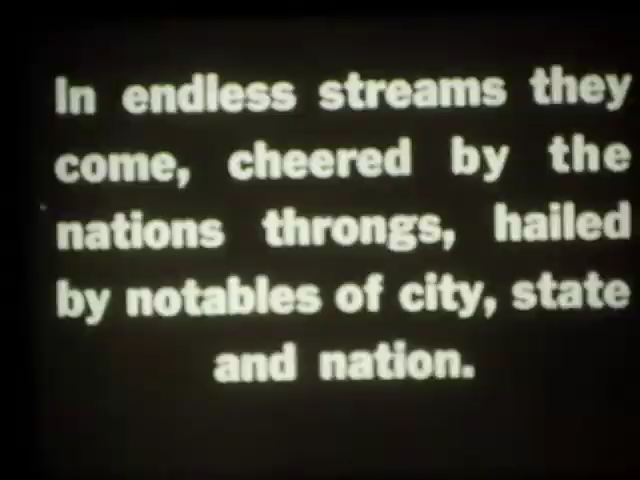 In endless streams they
come, cheered by the
nations throngs, hailed
by notables of city, state
and nation.